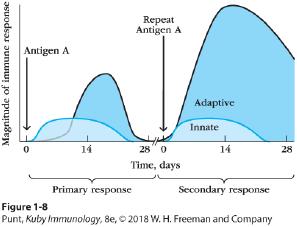 Magnitude of immune response
Antigen A
Repeat
Antigen A
Adaptive
Innate
0 14 28 0 14 28
Time, days
Primary response Secondary response
Figure 1-8
Punt, Kuby Immunology, 8e, © 2018 W. H. Freeman and Company